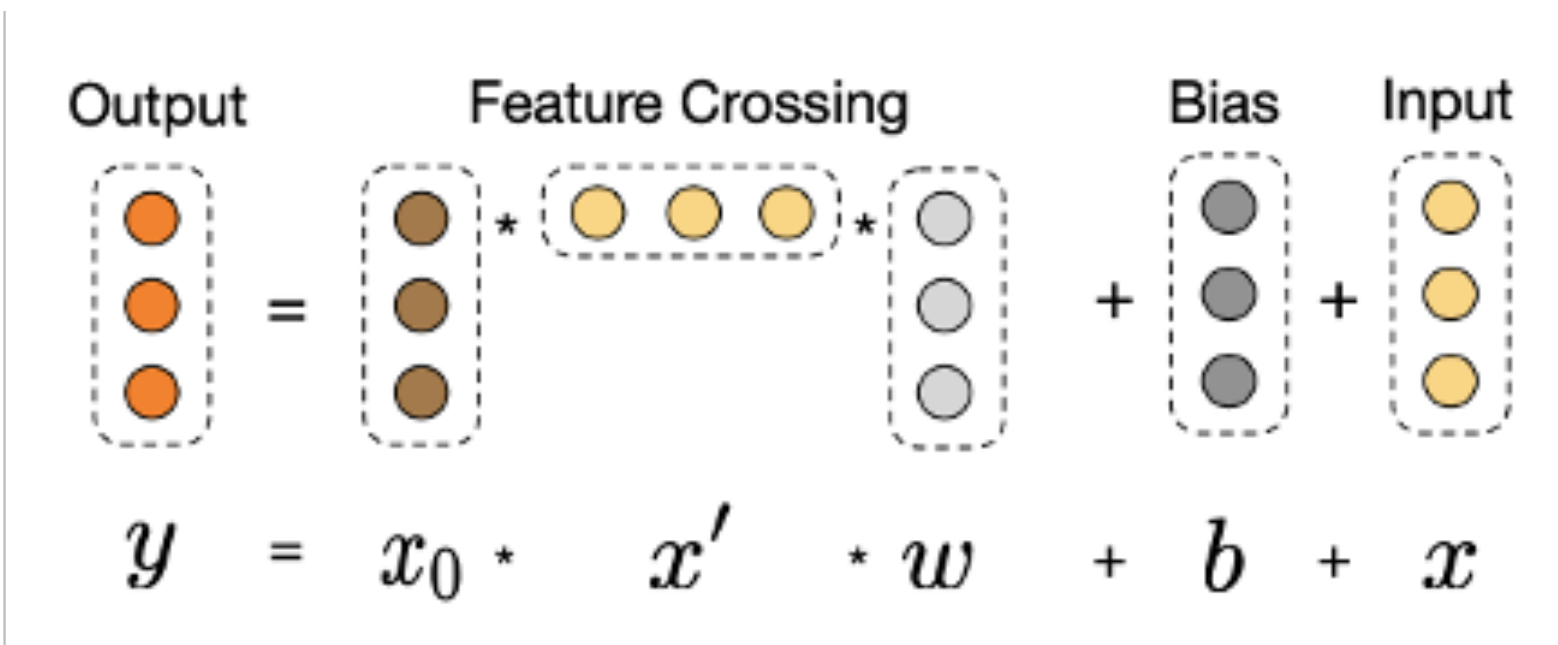 Output Feature Crossing Bias Input
= * * + +
y = x₀ * x′ * w + b + x